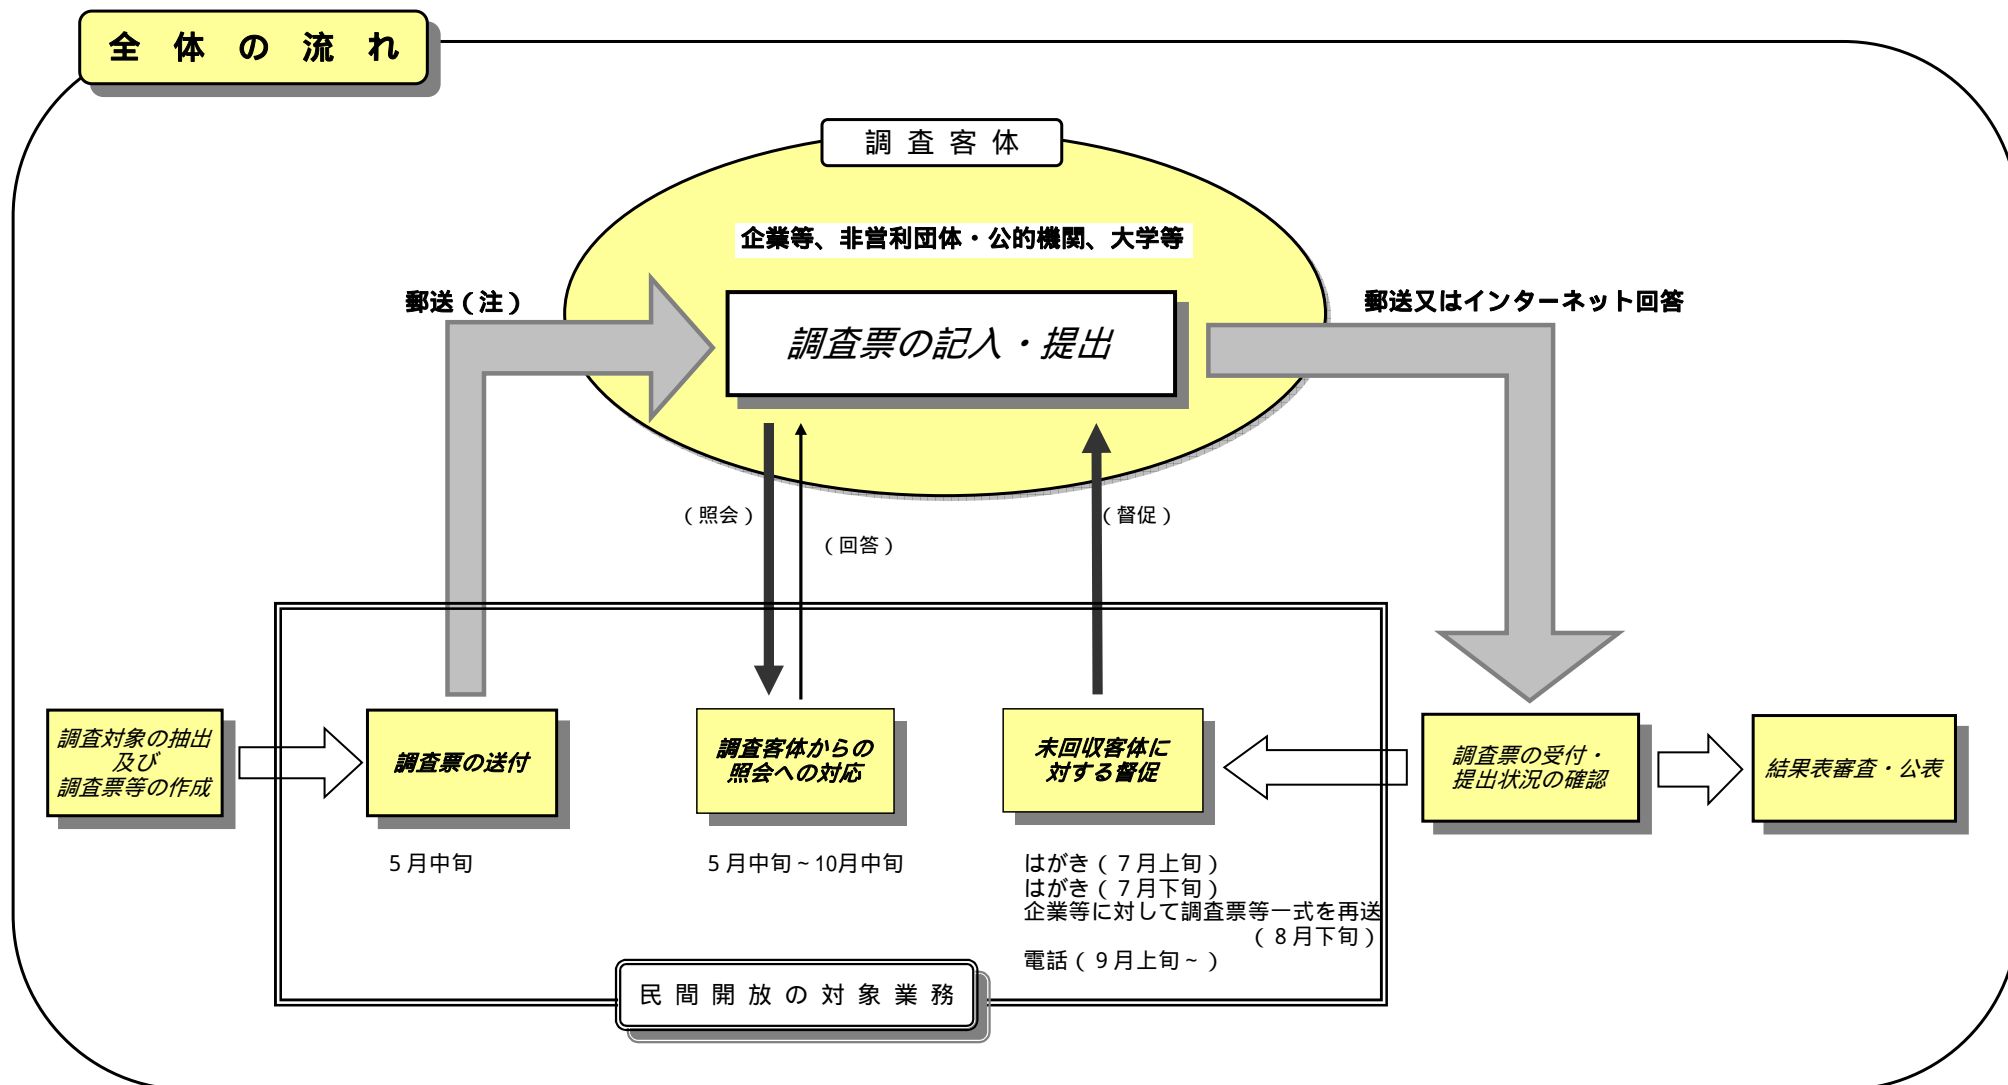 全体の流れ
調査客体
企業等、非営利団体・公的機関、大学等
郵送（注）
郵送又はインターネット回答
調査票の記入・提出
（照会）
（督促）
（回答）
調査対象の抽出
及び
調査票等の作成
調査票の送付
調査客体からの
照会への対応
未回収客体に
対する督促
調査票の受付・
提出状況の確認
結果表審査・公表
5月中旬
5月中旬~10月中旬
はがき（7月上旬）
はがき（7月下旬）
企業等に対して調査票等一式を再送
（8月下旬）
電話（9月上旬~）
民間開放の対象業務